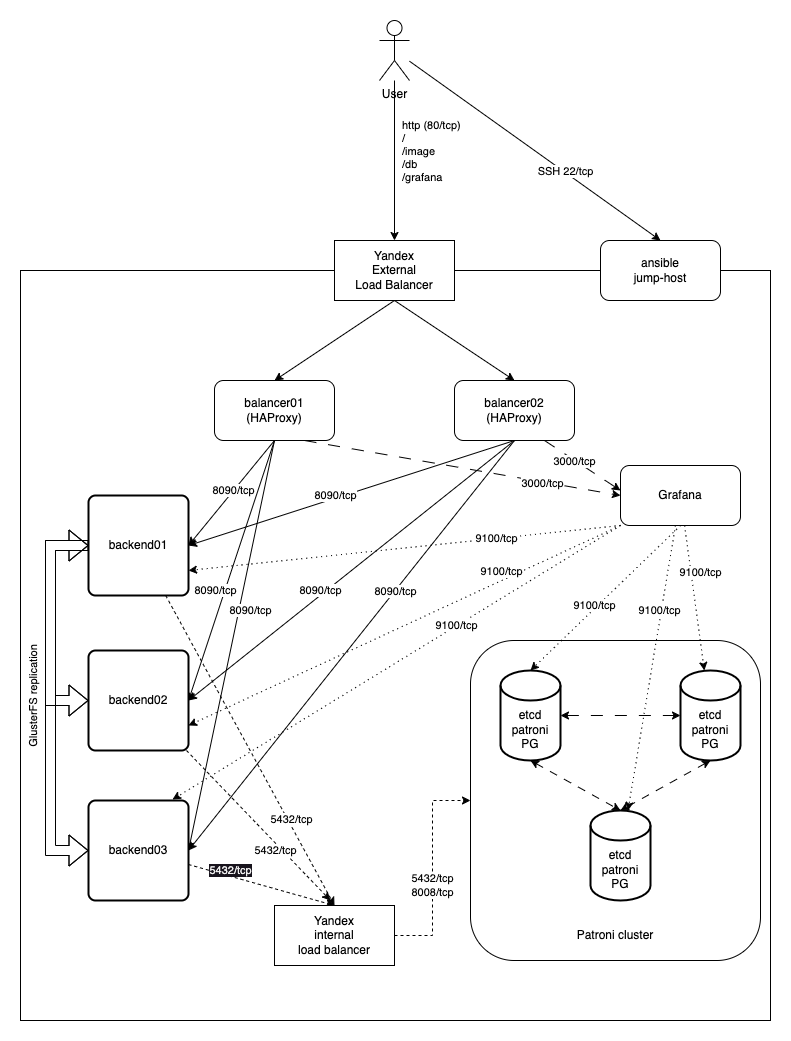 User
http (80/tcp)
/
/image
/db
/grafana
SSH 22/tcp
Yandex
External
Load Balancer
ansible
jump-host
balancer01
(HAProxy)
balancer02
(HAProxy)
3000/tcp
3000/tcp
Grafana
8090/tcp
8090/tcp
backend01
9100/tcp
9100/tcp
9100/tcp
8090/tcp
8090/tcp
8090/tcp
8090/tcp
9100/tcp
9100/tcp
9100/tcp
GlusterFS replication
backend02
etcd
patroni
PG
etcd
patroni
PG
backend03
5432/tcp
5432/tcp
5432/tcp
5432/tcp
8008/tcp
etcd
patroni
PG
Yandex
internal
load balancer
Patroni cluster